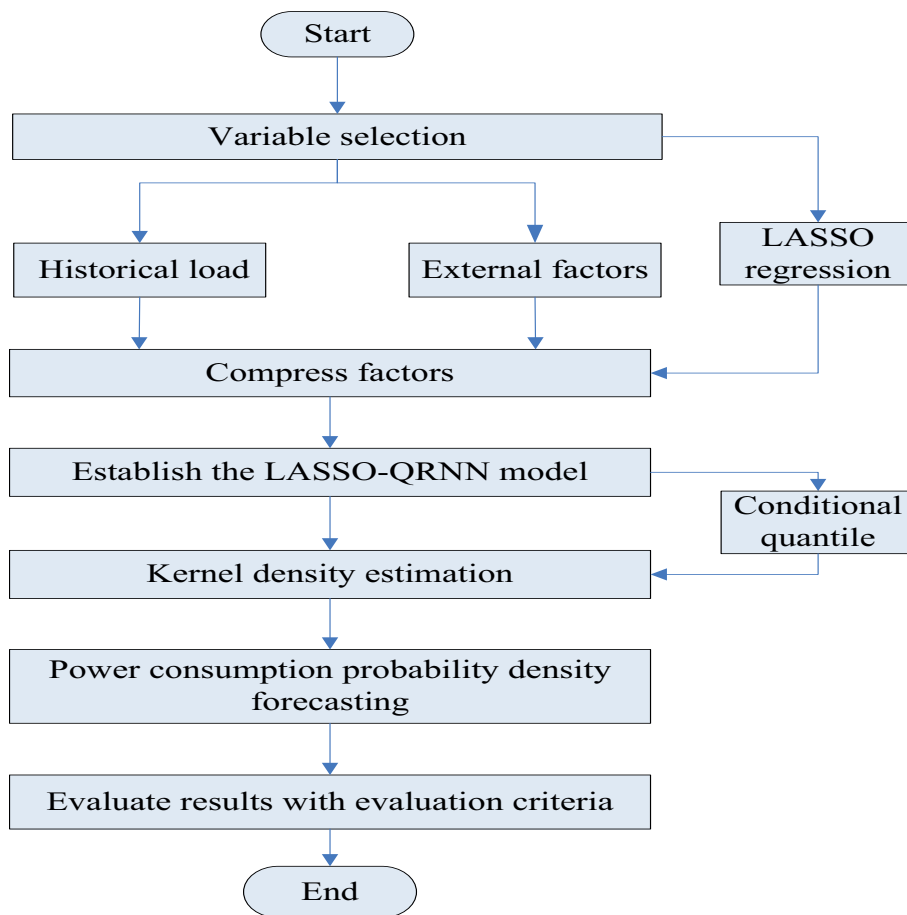 Start
Variable selection
Historical load
External factors
LASSO
regression
Compress factors
Establish the LASSO-QRNN model
Conditional
quantile
Kernel density estimation
Power consumption probability density
forecasting
Evaluate results with evaluation criteria
End